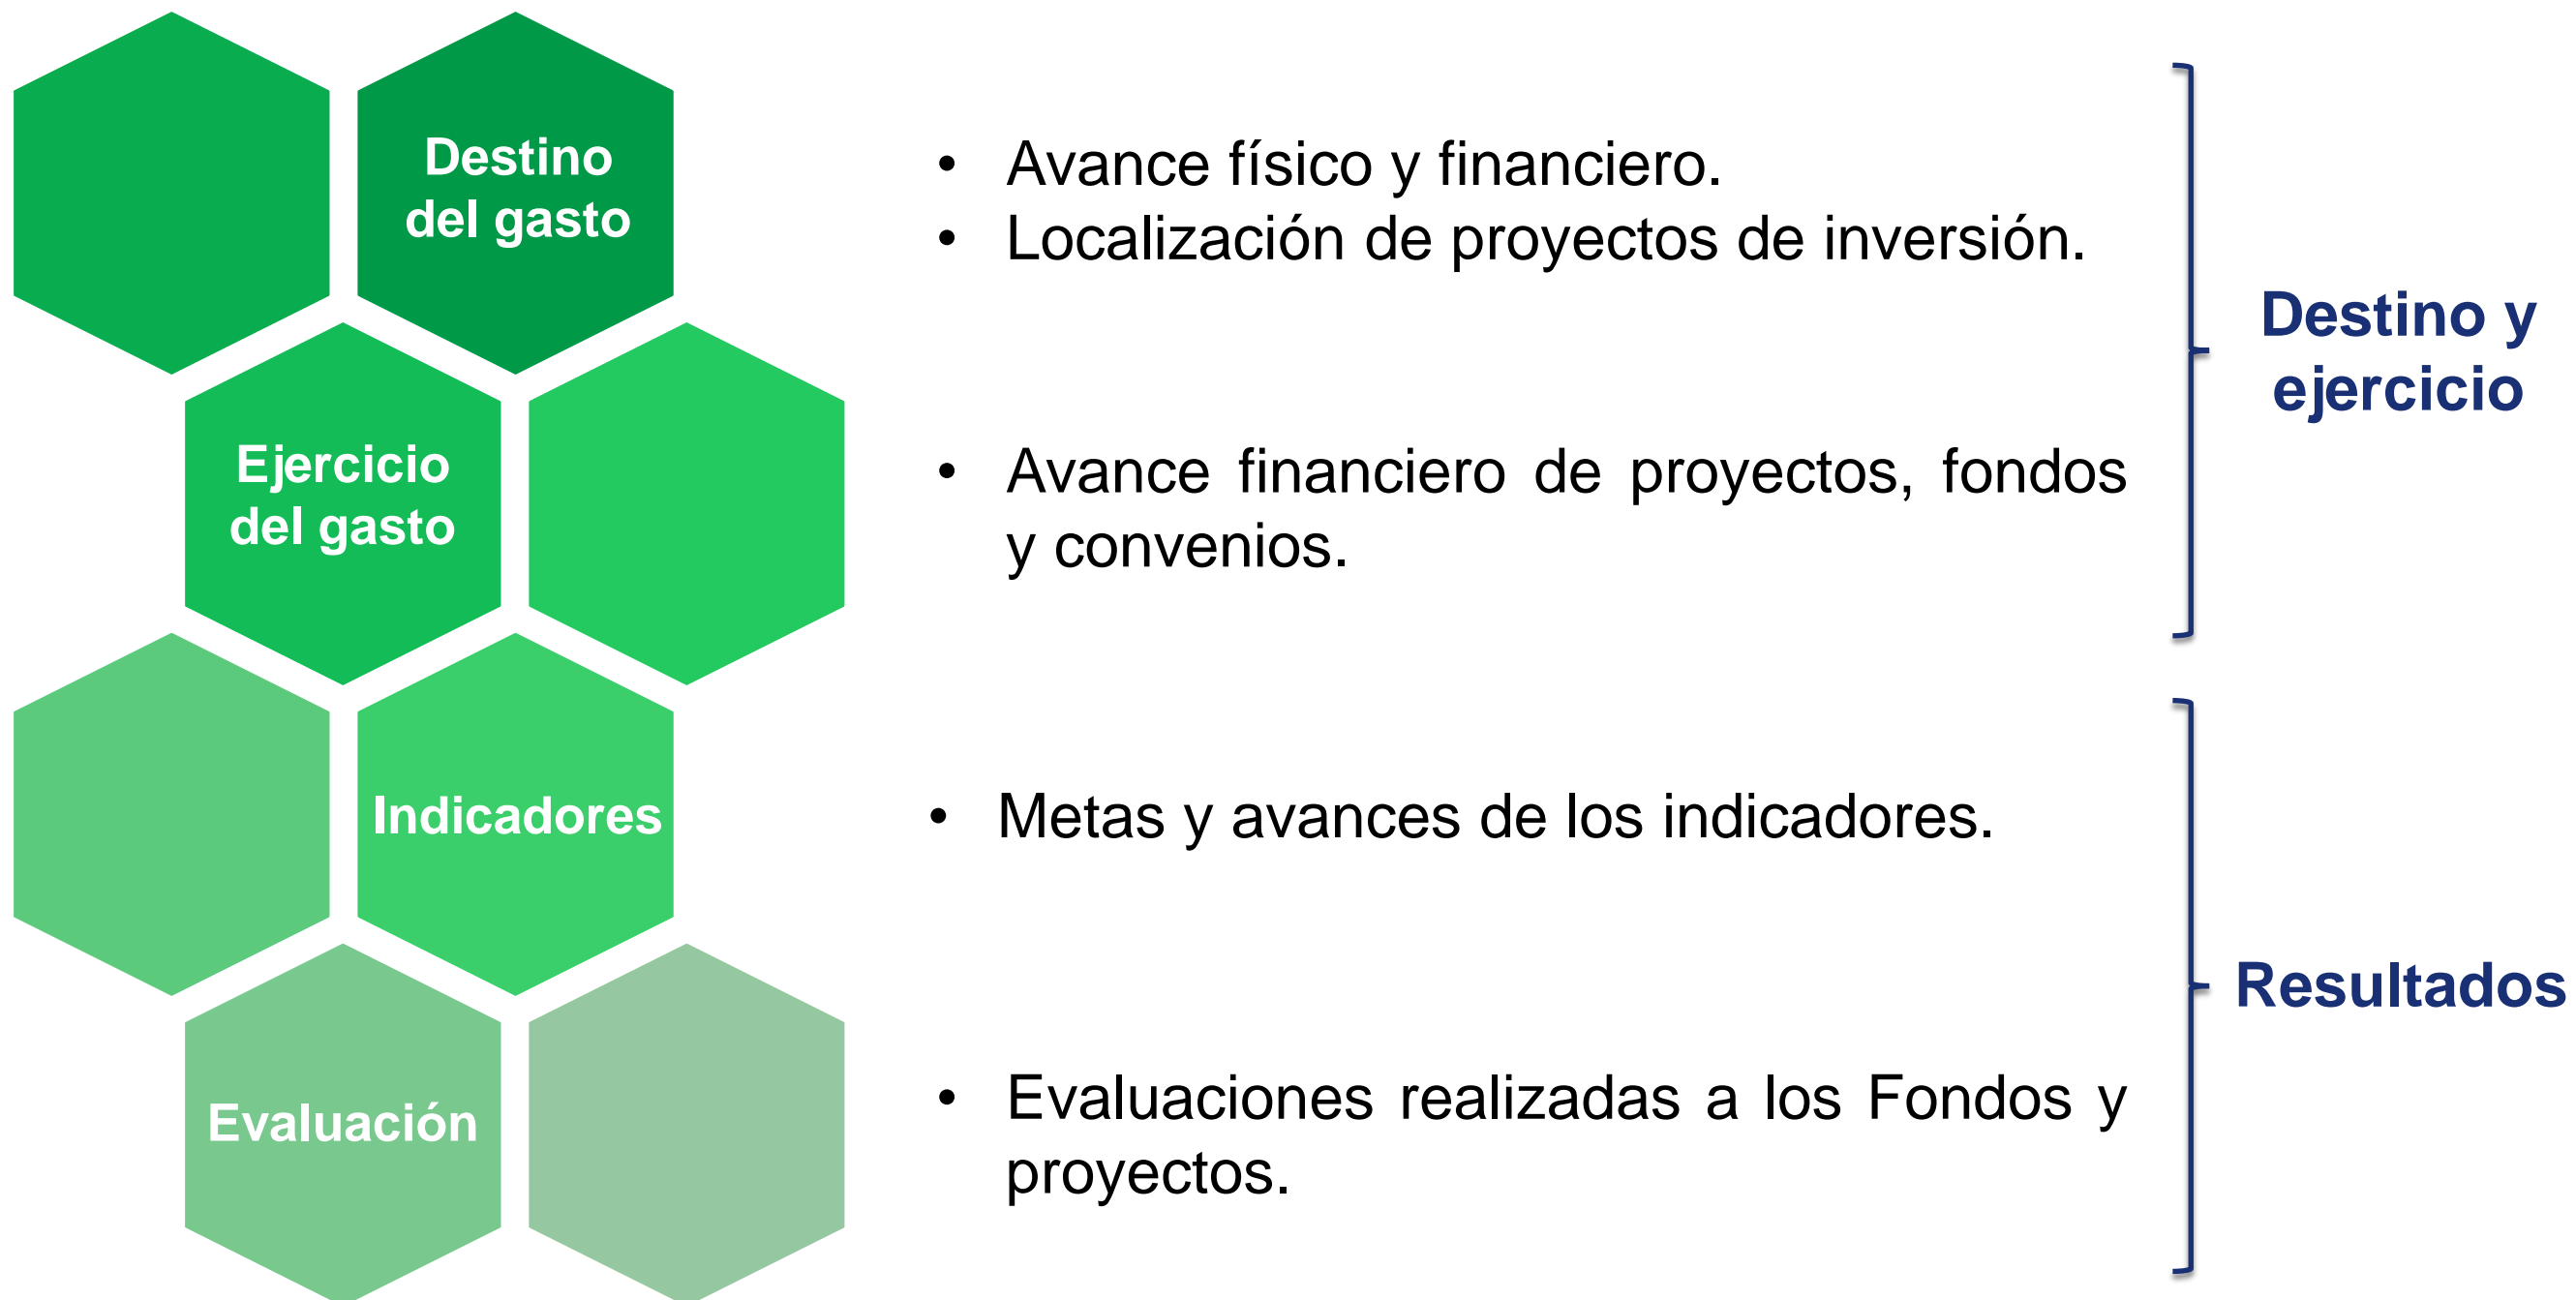 Destino
del gasto
• Avance físico y financiero.
• Localización de proyectos de inversión.
Destino y
ejercicio
Ejercicio
del gasto
• Avance financiero de proyectos, fondos
y convenios.
Indicadores
• Metas y avances de los indicadores.
Resultados
Evaluación
• Evaluaciones realizadas a los Fondos y
proyectos.